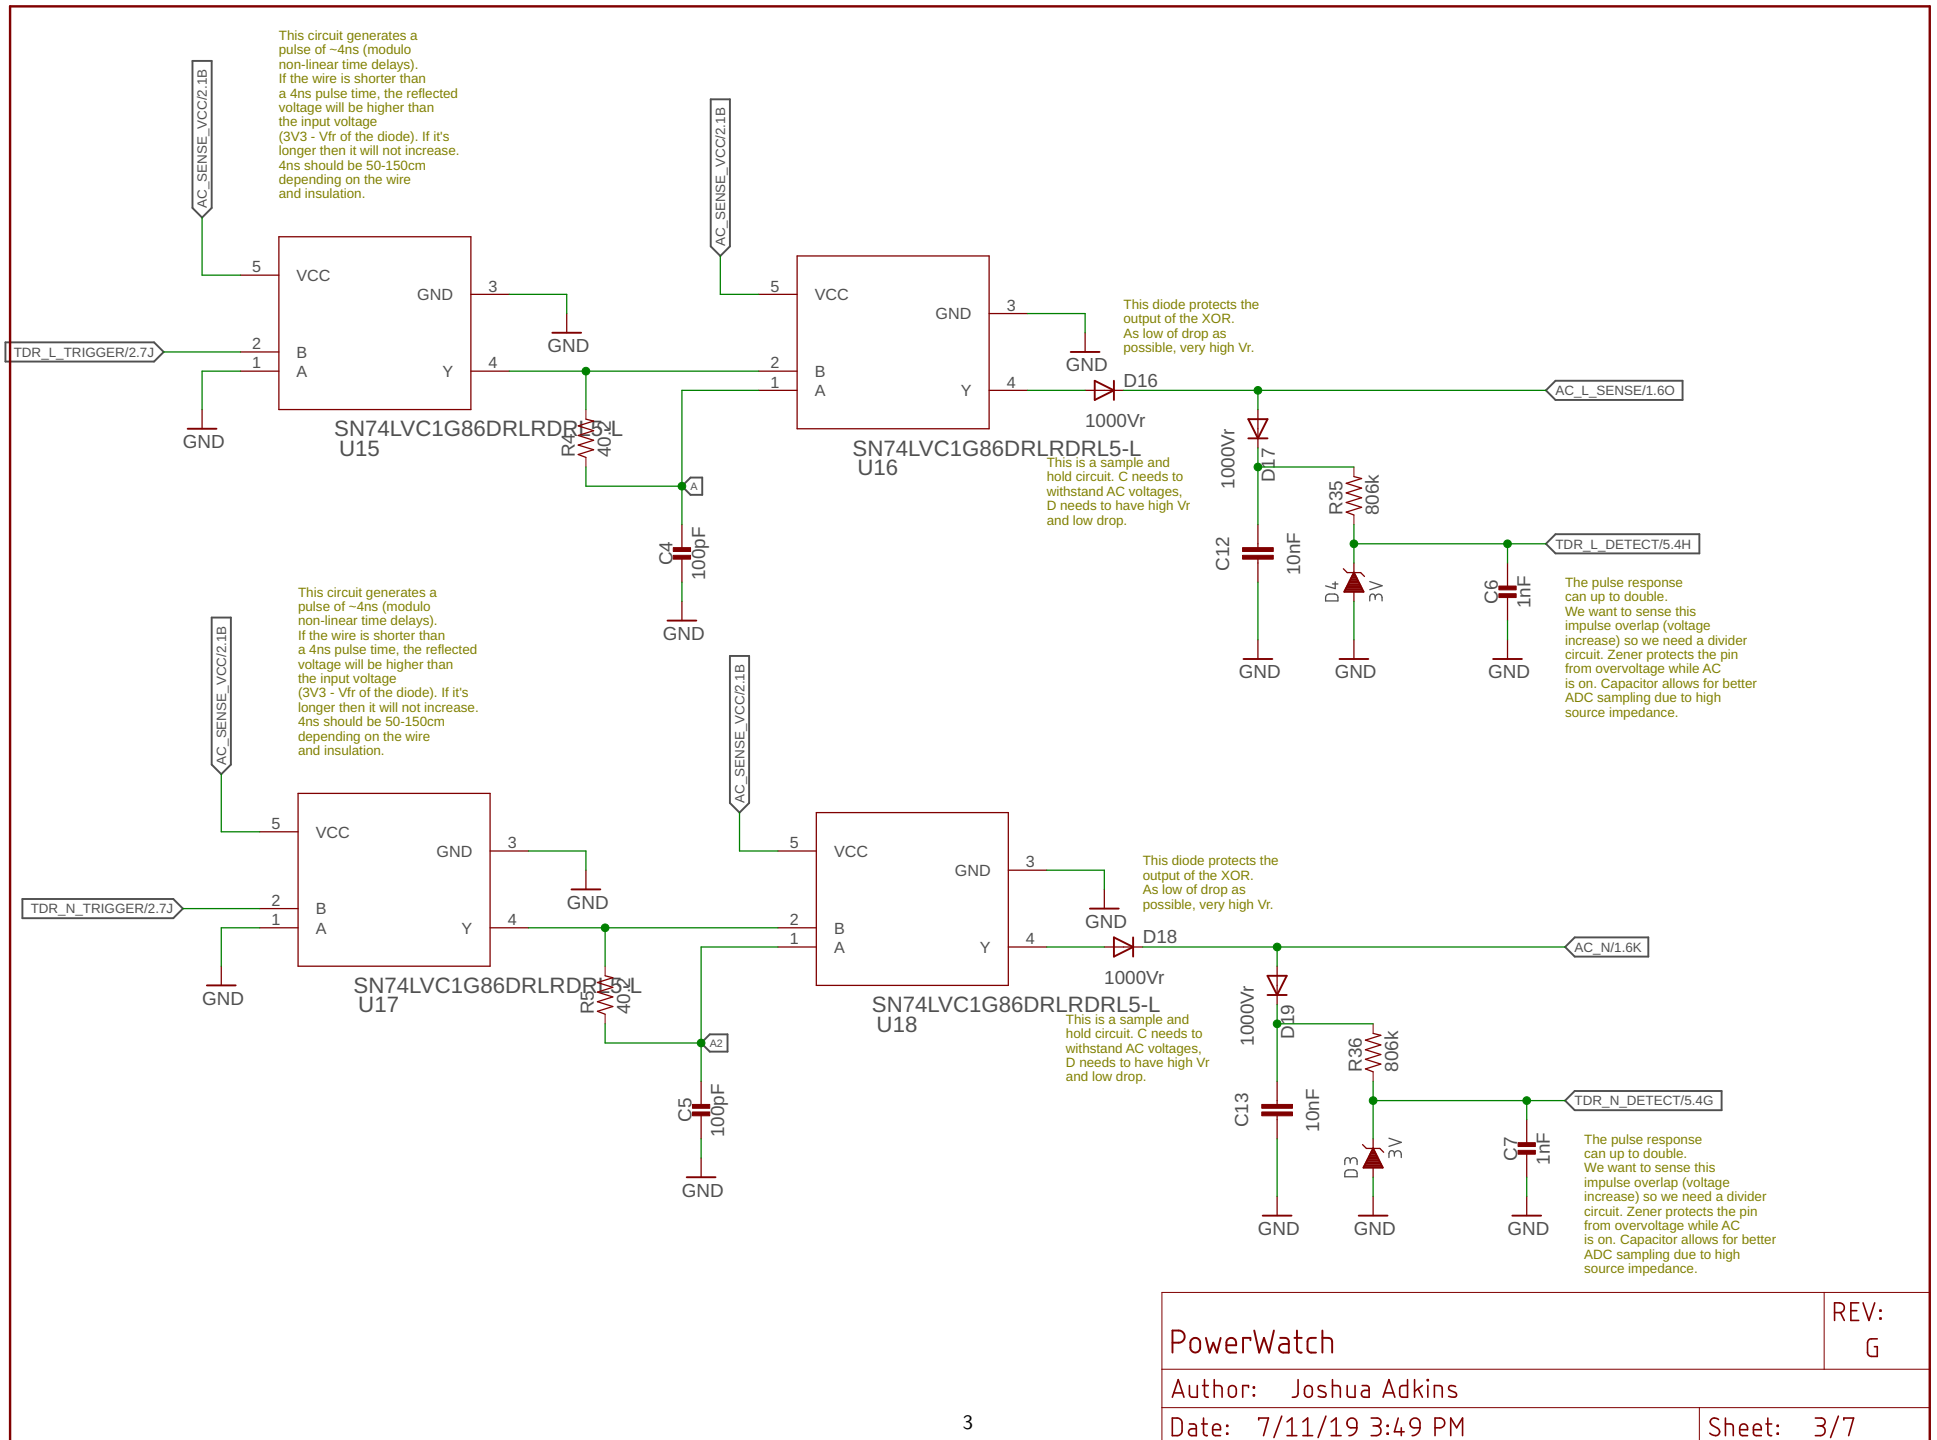 This circuit generates a
pulse of ~4ns (modulo
non-linear time delays).
If the wire is shorter than
a 4ns pulse time, the reflected
voltage will be higher than
the input voltage
(3V3 - Vfr of the diode). If it's
longer then it will not increase.
4ns should be 50-150cm
depending on the wire
and insulation.
AC_SENSE_VCC/2.1B
AC_SENSE_VCC/2.1B
5 VCC
GND 3
GND
TDR_L_TRIGGER/2.7J
2 B
1 A
Y 4
GND
SN74LVC1G86DRLRDRL5-L
U15
R4
40.2
A
C4
100pF
GND
5 VCC
GND 3
GND
2 B
1 A
Y 4
SN74LVC1G86DRLRDRL5-L
U16
This diode protects the
output of the XOR.
As low of drop as
possible, very high Vr.
D16
1000Vr
AC_L_SENSE/1.6O
This is a sample and
hold circuit. C needs to
withstand AC voltages,
D needs to have high Vr
and low drop.
1000Vr
D17
R35
806k
C12
10nF
D4
3V
C6
1nF
TDR_L_DETECT/5.4H
GND
GND
GND
The pulse response
can up to double.
We want to sense this
impulse overlap (voltage
increase) so we need a divider
circuit. Zener protects the pin
from overvoltage while AC
is on. Capacitor allows for better
ADC sampling due to high
source impedance.
This circuit generates a
pulse of ~4ns (modulo
non-linear time delays).
If the wire is shorter than
a 4ns pulse time, the reflected
voltage will be higher than
the input voltage
(3V3 - Vfr of the diode). If it's
longer then it will not increase.
4ns should be 50-150cm
depending on the wire
and insulation.
AC_SENSE_VCC/2.1B
AC_SENSE_VCC/2.1B
5 VCC
GND 3
GND
TDR_N_TRIGGER/2.7J
2 B
1 A
Y 4
GND
SN74LVC1G86DRLRDRL5-L
U17
R5
40.2
A2
C5
100pF
GND
5 VCC
GND 3
GND
2 B
1 A
Y 4
SN74LVC1G86DRLRDRL5-L
U18
This diode protects the
output of the XOR.
As low of drop as
possible, very high Vr.
D18
1000Vr
AC_N/1.6K
This is a sample and
hold circuit. C needs to
withstand AC voltages,
D needs to have high Vr
and low drop.
1000Vr
D19
R36
806k
C13
10nF
D3
3V
C7
1nF
TDR_N_DETECT/5.4G
GND
GND
GND
The pulse response
can up to double.
We want to sense this
impulse overlap (voltage
increase) so we need a divider
circuit. Zener protects the pin
from overvoltage while AC
is on. Capacitor allows for better
ADC sampling due to high
source impedance.
PowerWatch
REV:
G
Author: Joshua Adkins
Date: 7/11/19 3:49 PM
Sheet: 3/7
3